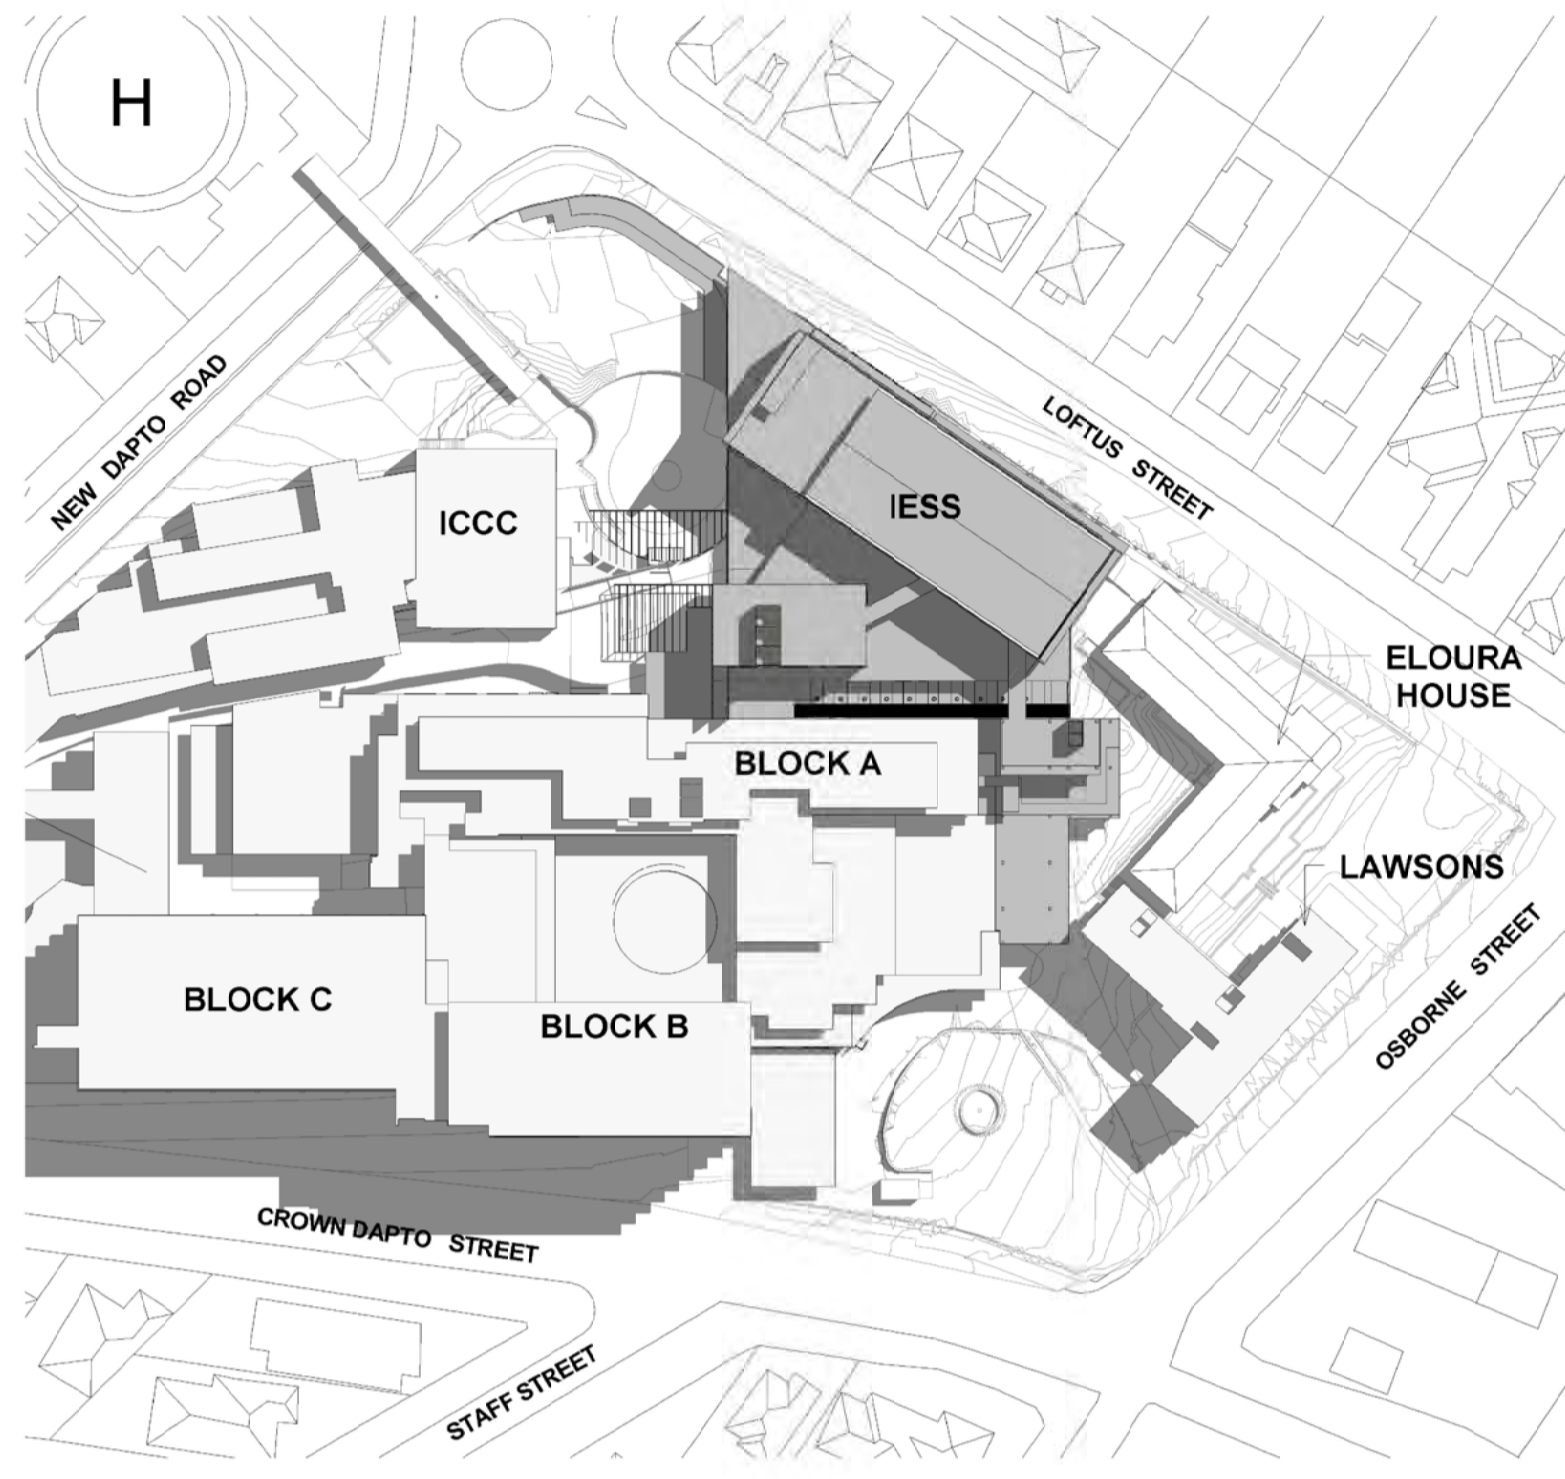 H
NEW DAPTO ROAD
LOFTUS STREET
ICCC
IESS
ELOURA
HOUSE
BLOCK A
LAWSONS
BLOCK C
BLOCK B
OSBORNE STREET
CROWN DAPTO STREET
STAFF STREET